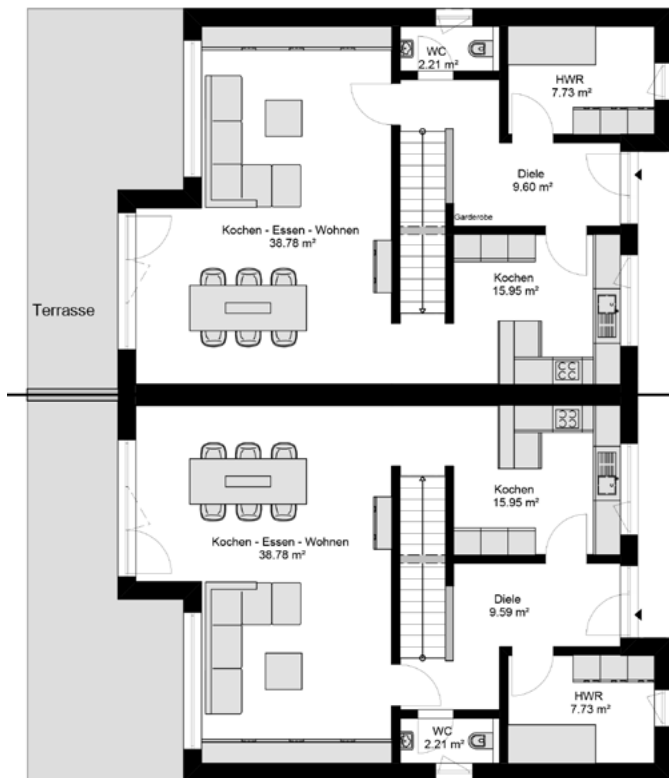 WC
2.21 m²
HWR
7.73 m²
Diele
9.60 m²
Garderobe
Kochen - Essen - Wohnen
38.78 m²
Kochen
15.95 m²
Terrasse
Kochen
15.95 m²
Kochen - Essen - Wohnen
38.78 m²
Diele
9.59 m²
HWR
7.73 m²
WC
2.21 m²